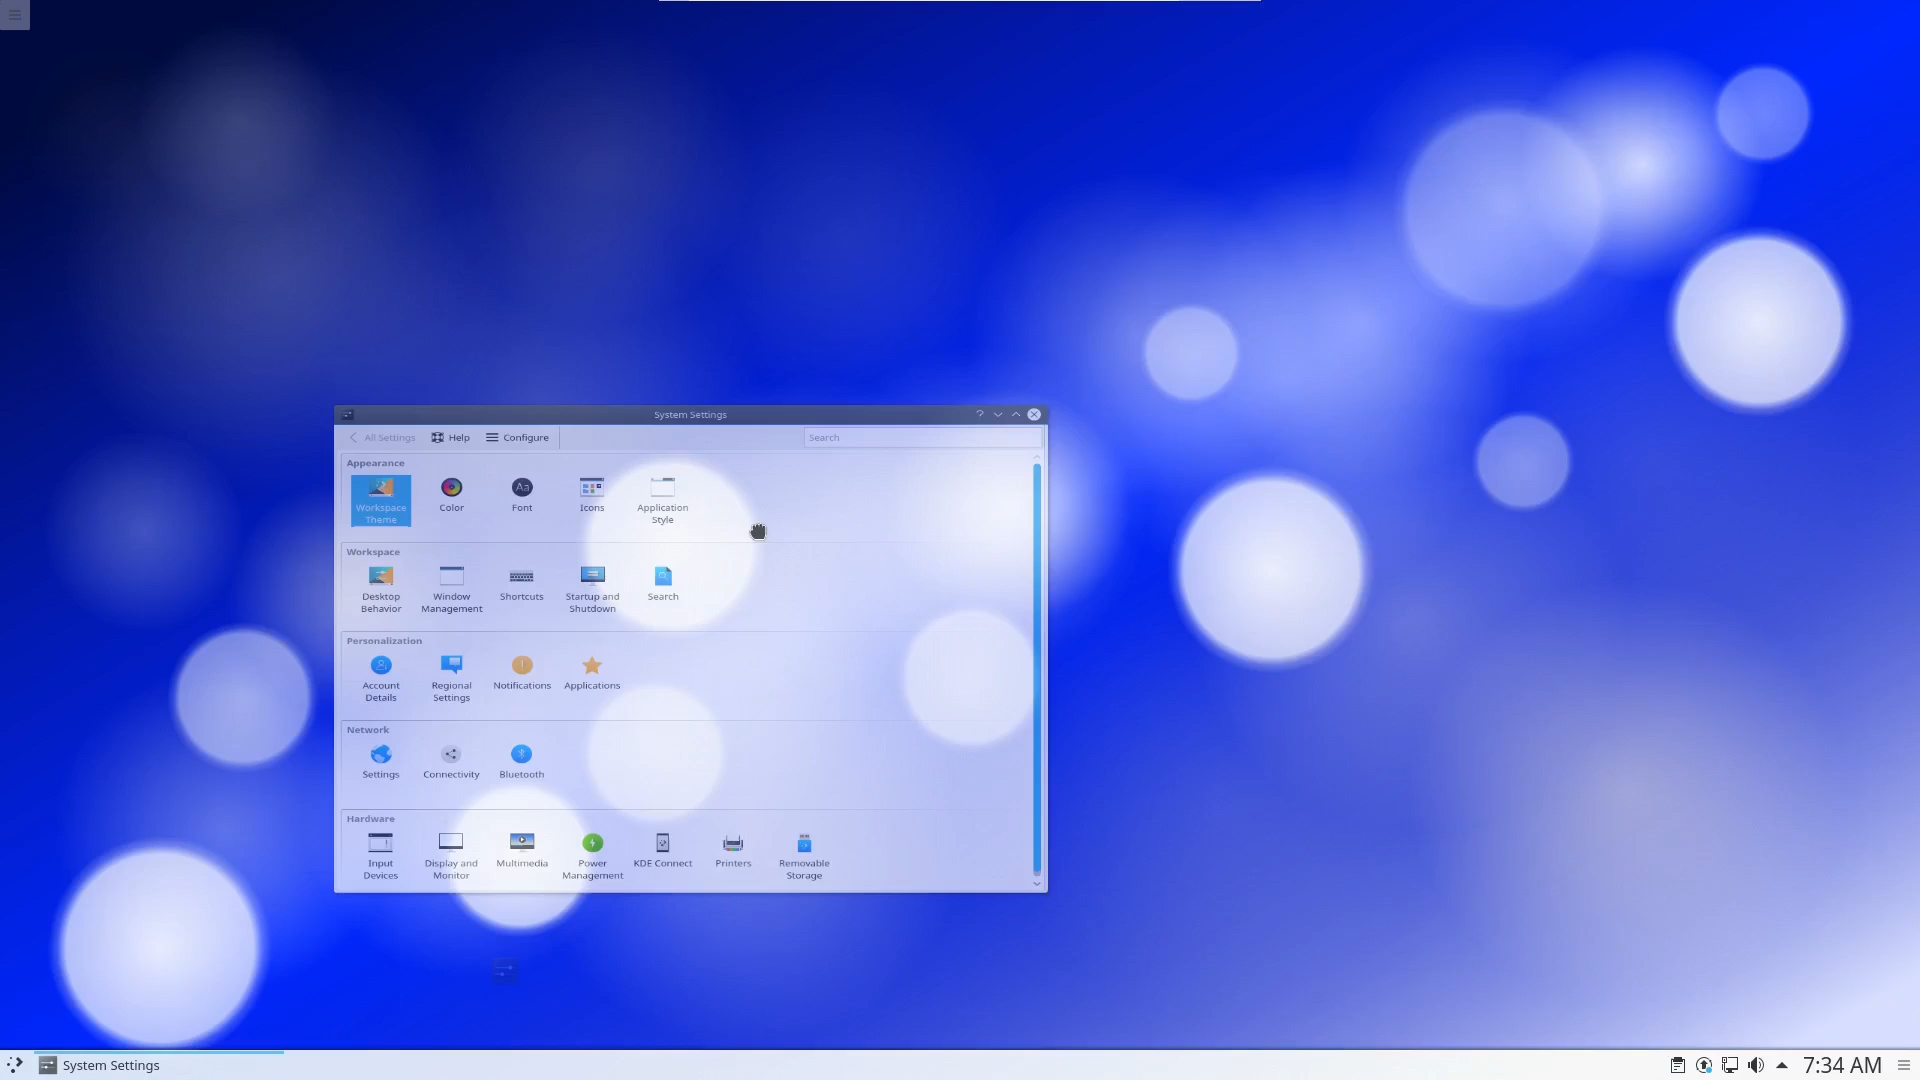 System Settings
All Settings Help Configure Search
Appearance
Workspace Theme
Color
Font
Icons
Application Style
Workspace
Desktop Behavior
Window Management
Shortcuts
Startup and Shutdown
Search
Personalization
Account Details
Regional Settings
Notifications
Applications
Network
Settings
Connectivity
Bluetooth
Hardware
Input Devices
Display and Monitor
Multimedia
Power Management
KDE Connect
Printers
Removable Storage
System Settings
7:34 AM